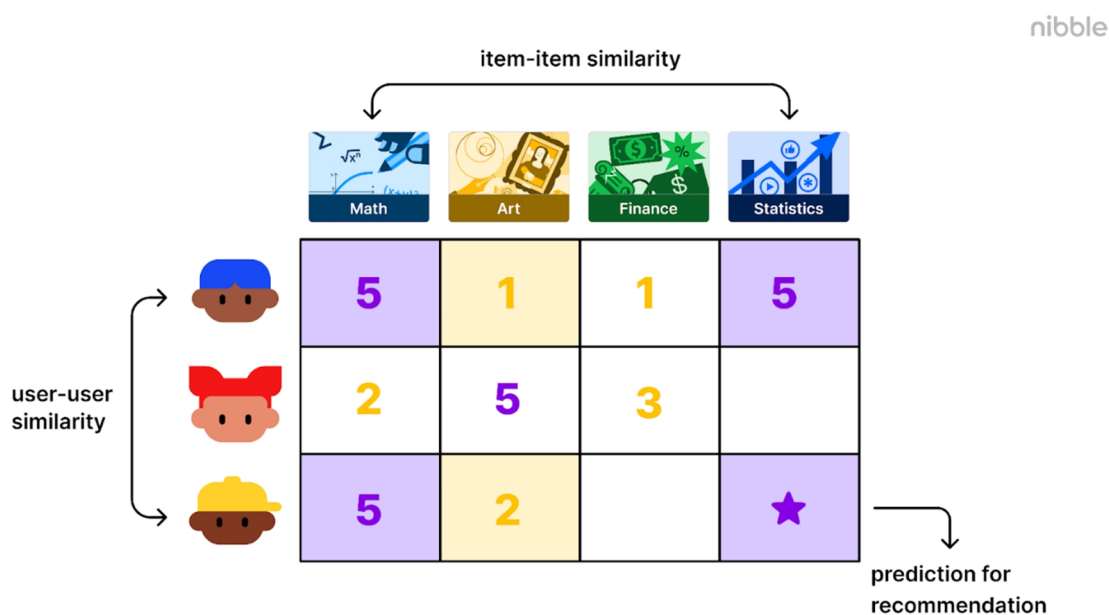 nibble
item-item similarity
√xⁿ
%
$
$
Math
Art
Finance
Statistics
5
1
1
5
user-user
similarity
2
5
3
5
2
prediction for
recommendation